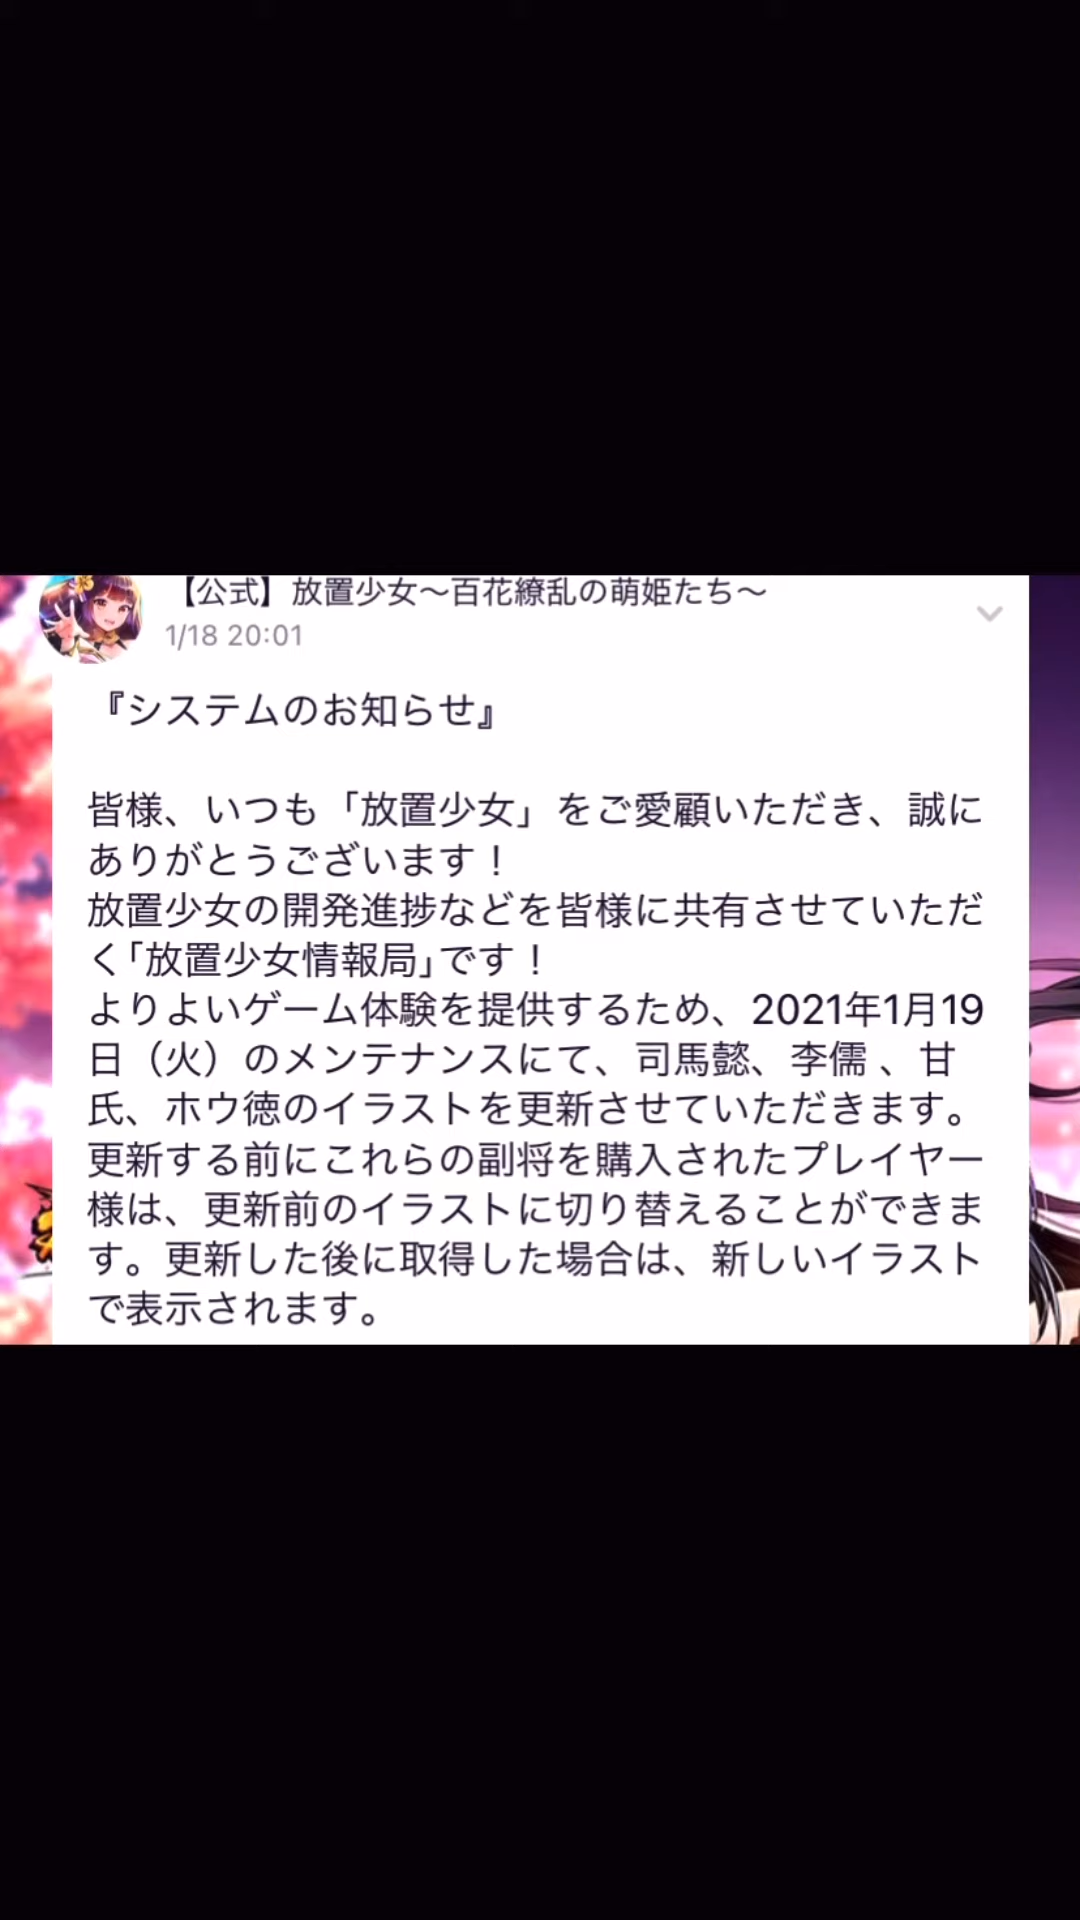 【公式】放置少女〜百花繚乱の萌姫たち〜
1/18 20:01
『システムのお知らせ』
皆様、いつも「放置少女」をご愛顧いただき、誠に
ありがとうございます！
放置少女の開発進捗などを皆様に共有させていただ
く「放置少女情報局」です！
よりよいゲーム体験を提供するため、2021年1月19
日（火）のメンテナンスにて、司馬懿、李儒 、甘
氏、ホウ徳のイラストを更新させていただきます。
更新する前にこれらの副将を購入されたプレイヤー
様は、更新前のイラストに切り替えることができま
す。更新した後に取得した場合は、新しいイラスト
で表示されます。